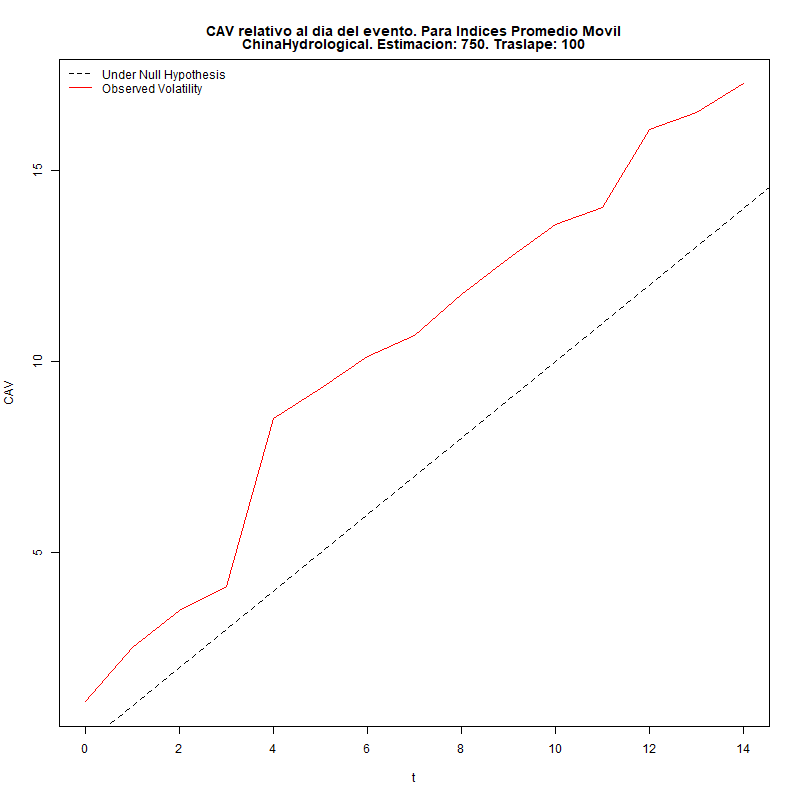 CAV relativo al dia del evento. Para Indices Promedio Movil
ChinaHydrological. Estimacion: 750. Traslape: 100
Under Null Hypothesis
Observed Volatility
15
10
5
CAV
0 2 4 6 8 10 12 14
t